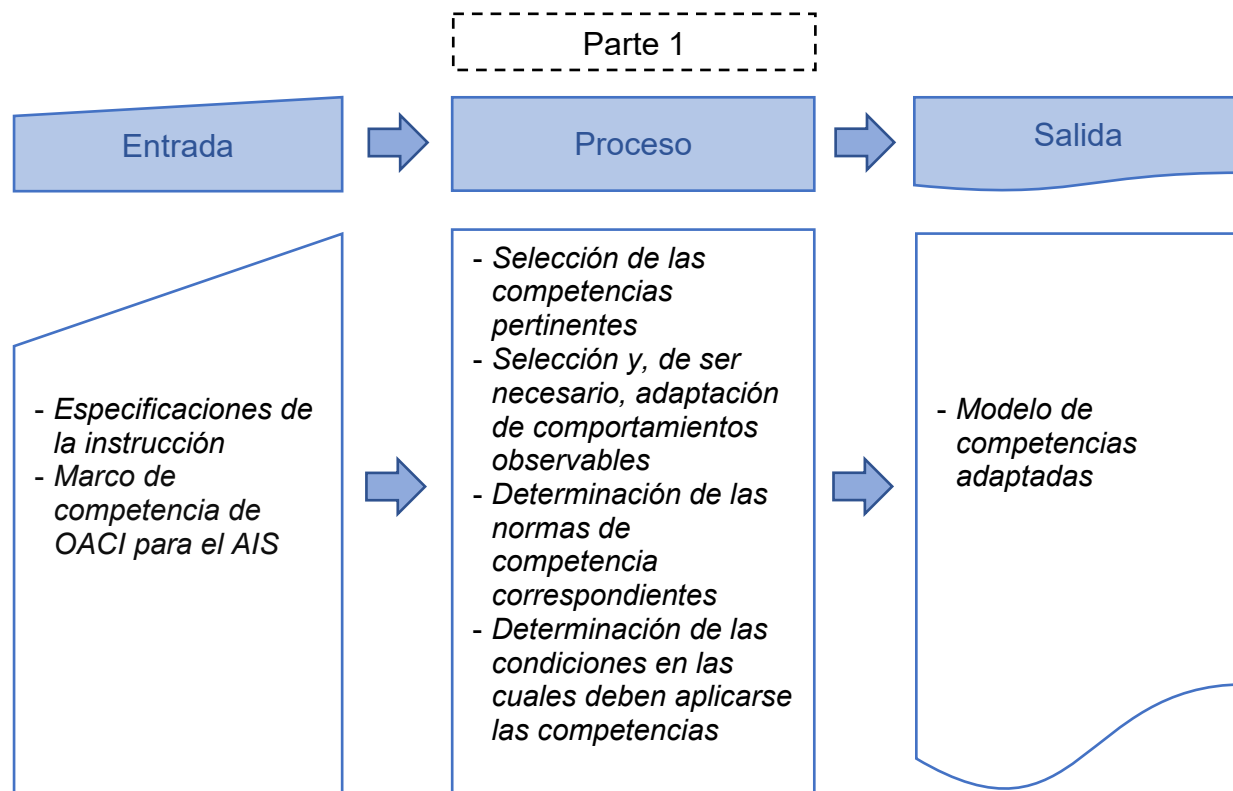 Parte 1
Entrada
Proceso
Salida
- Especificaciones de
la instrucción
- Marco de
competencia de
OACI para el AIS
- Selección de las
competencias
pertinentes
- Selección y, de ser
necesario, adaptación
de comportamientos
observables
- Determinación de las
normas de
competencia
correspondientes
- Determinación de las
condiciones en las
cuales deben aplicarse
las competencias
- Modelo de
competencias
adaptadas